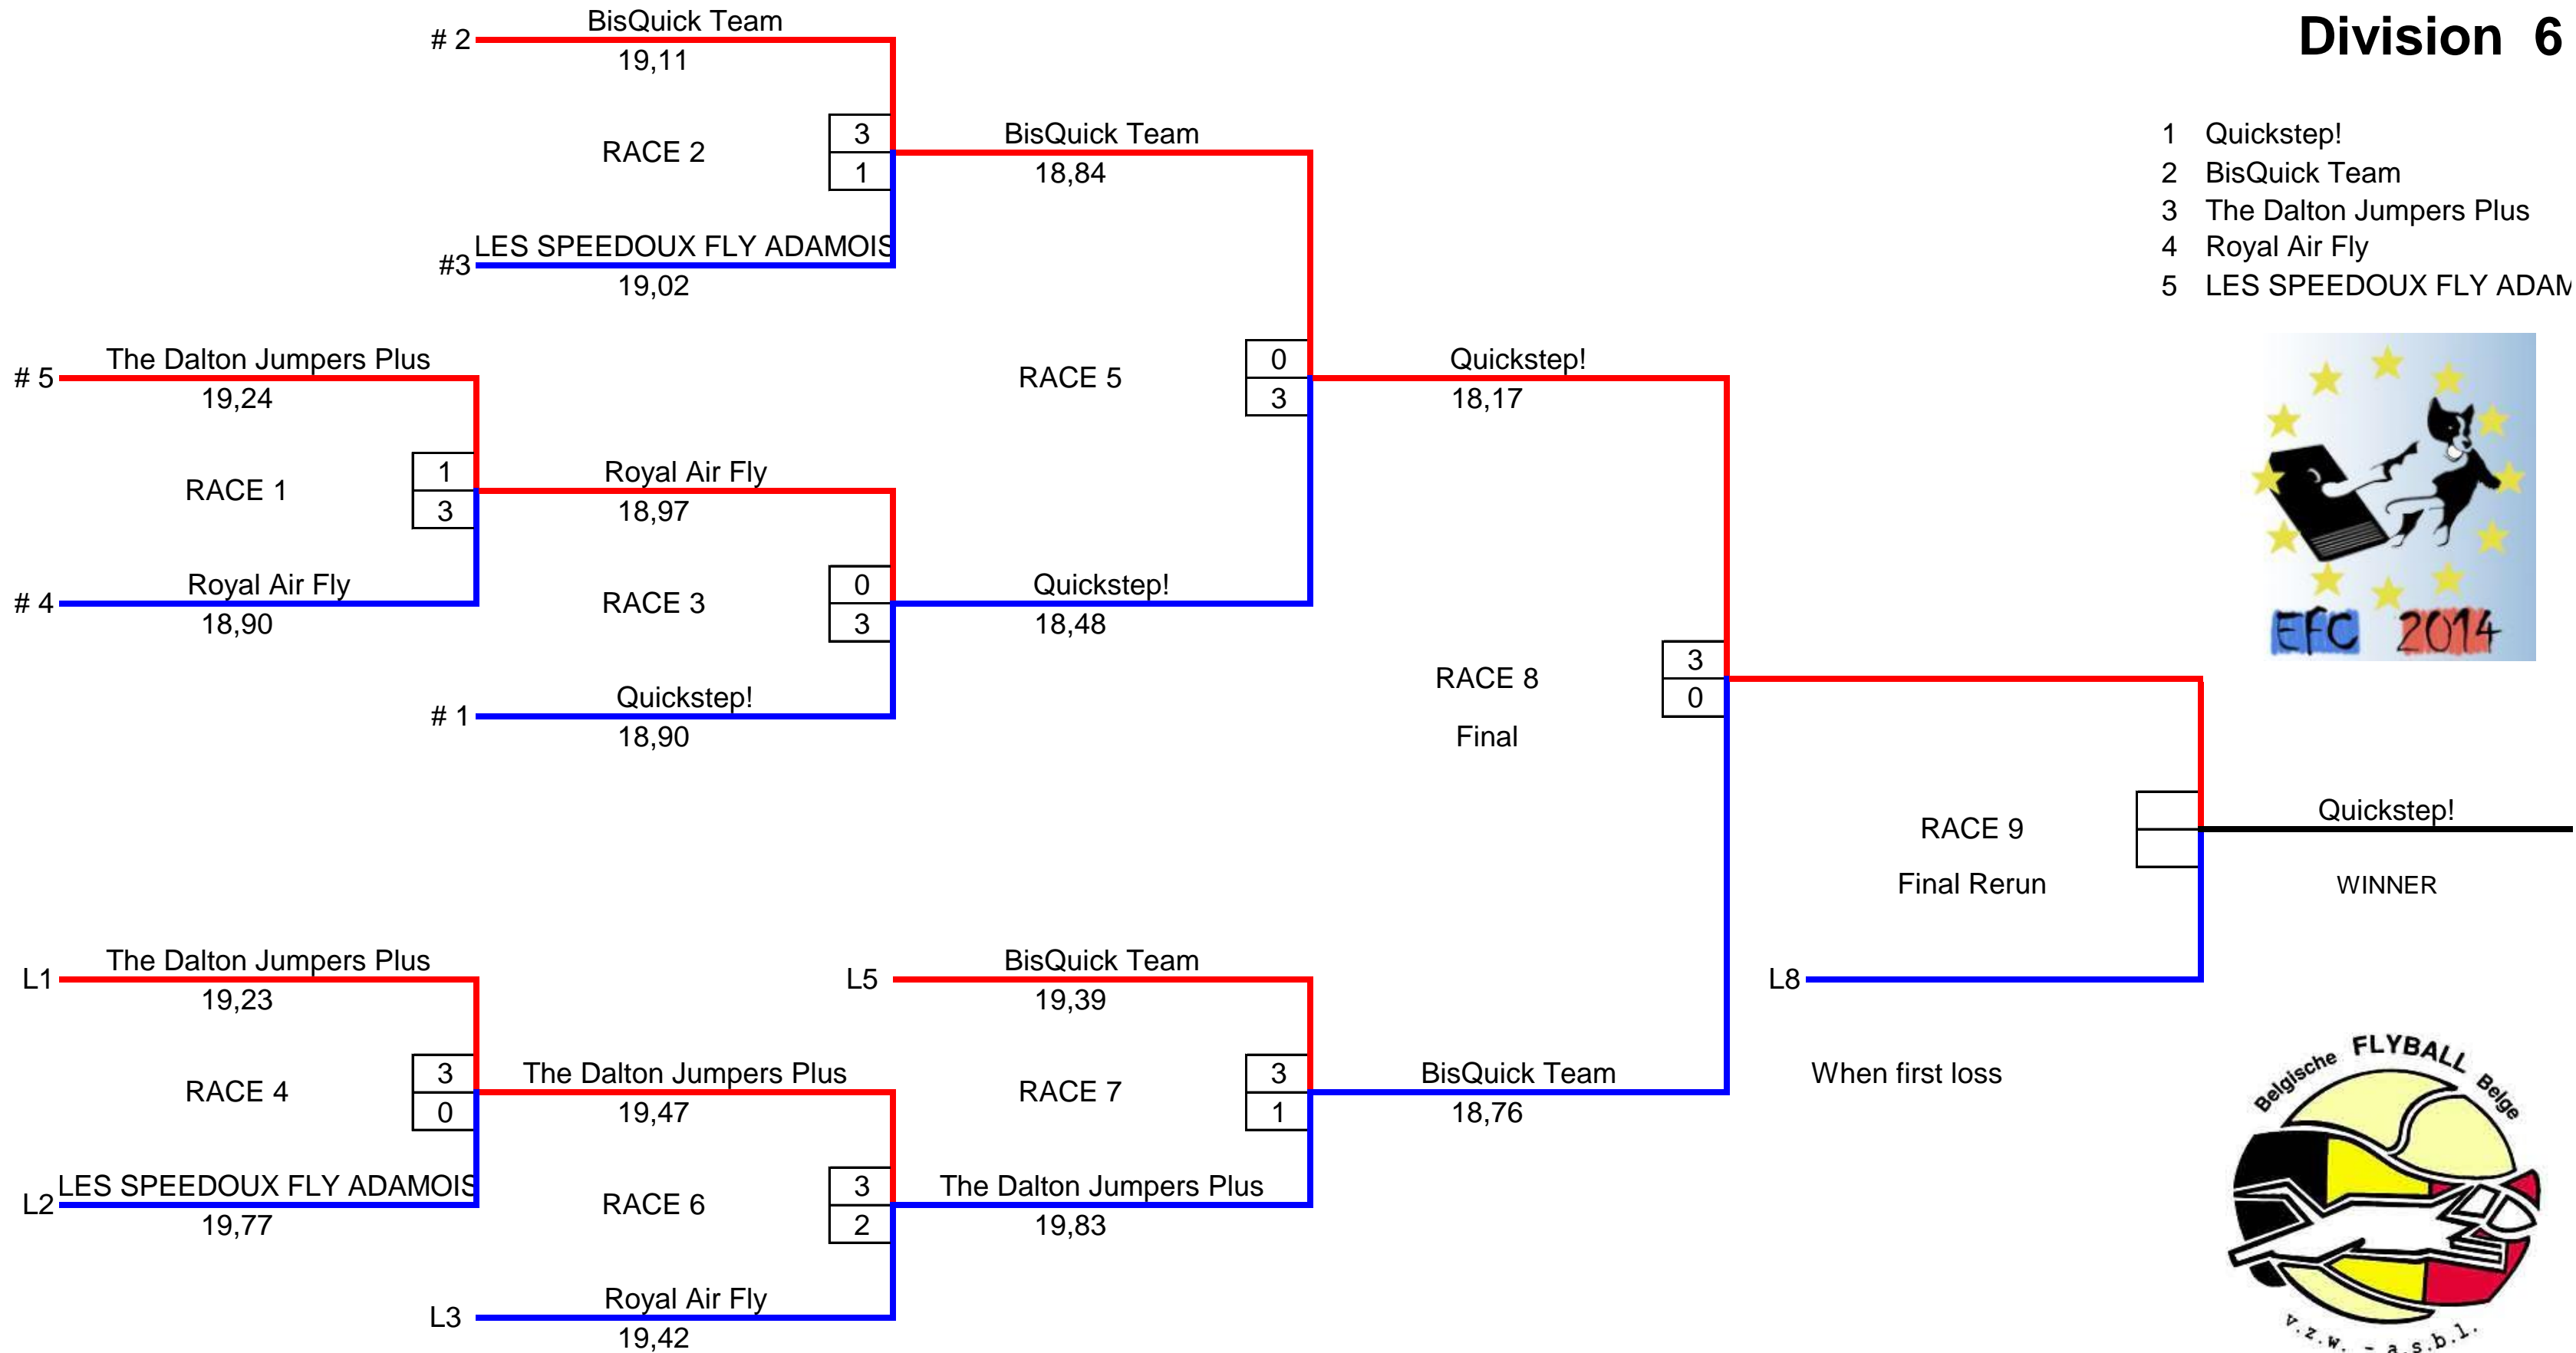 Division 6
1 Quickstep!
2 BisQuick Team
3 The Dalton Jumpers Plus
4 Royal Air Fly
5 LES SPEEDOUX FLY ADAM
EFC 2014
# 2
BisQuick Team
19,11
RACE 2
3
1
#3
LES SPEEDOUX FLY ADAMOIS
19,02
BisQuick Team
18,84
# 5
The Dalton Jumpers Plus
19,24
RACE 1
1
3
# 4
Royal Air Fly
18,90
Royal Air Fly
18,97
RACE 3
0
3
# 1
Quickstep!
18,90
RACE 5
0
3
Quickstep!
18,48
Quickstep!
18,17
RACE 8
Final
3
0
RACE 9
Final Rerun
Quickstep!
WINNER
L8
When first loss
L1
The Dalton Jumpers Plus
19,23
RACE 4
3
0
L2
LES SPEEDOUX FLY ADAMOIS
19,77
The Dalton Jumpers Plus
19,47
RACE 6
3
2
L3
Royal Air Fly
19,42
L5
BisQuick Team
19,39
RACE 7
3
1
The Dalton Jumpers Plus
19,83
BisQuick Team
18,76
Belgische FLYBALL Belge
v.z.w. - a.s.b.l.